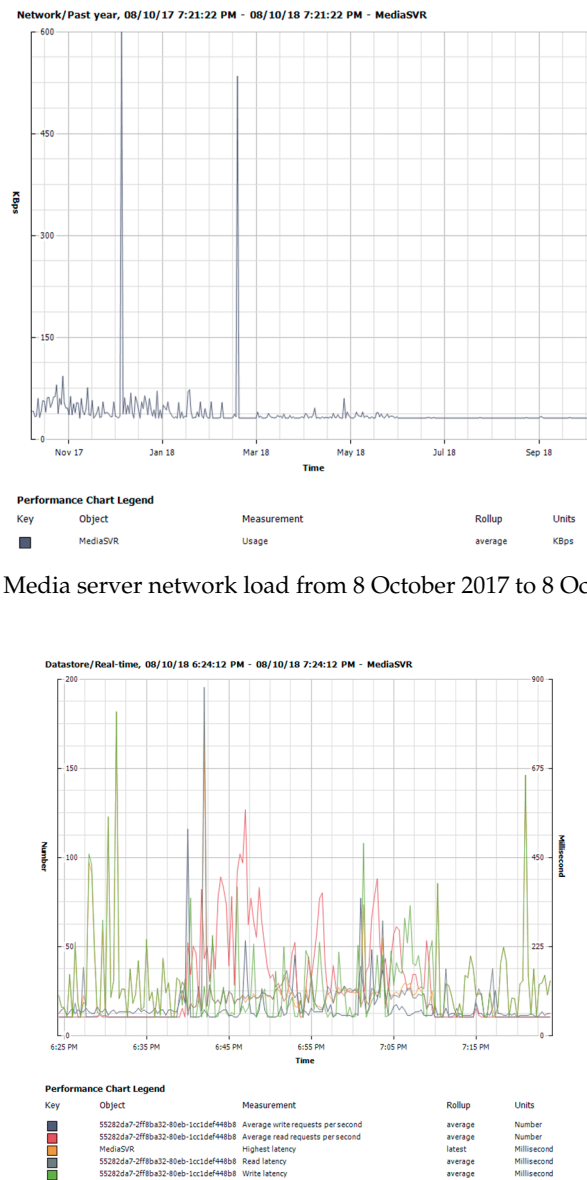 Network/Past year, 08/10/17 7:21:22 PM - 08/10/18 7:21:22 PM - MediaSVR
600
450
300
150
0
KBps
Nov 17 Jan 18 Mar 18 May 18 Jul 18 Sep 18
Time
Performance Chart Legend
Key Object Measurement Rollup Units
MediaSVR Usage average KBps
Media server network load from 8 October 2017 to 8 Oc
Datastore/Real-time, 08/10/18 6:24:12 PM - 08/10/18 7:24:12 PM - MediaSVR
200 900
150 675
100 450
50 225
0 0
Number Millisecond
6:25 PM 6:35 PM 6:45 PM 6:55 PM 7:05 PM 7:15 PM
Time
Performance Chart Legend
Key Object Measurement Rollup Units
55282da7-2ff8ba32-80eb-1cc1def448b8 Average write requests per second average Number
55282da7-2ff8ba32-80eb-1cc1def448b8 Average read requests per second average Number
MediaSVR Highest latency latest Millisecond
55282da7-2ff8ba32-80eb-1cc1def448b8 Read latency average Millisecond
55282da7-2ff8ba32-80eb-1cc1def448b8 Write latency average Millisecond